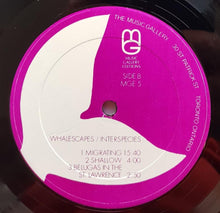 THE MUSIC GALLERY 30 ST PATRICK ST TORONTO ONTARIO
MG
MUSIC
GALLERY
EDITIONS
SIDE B
MGE 5
WHALESCAPES / INTERSPECIES
1 MIGRATING 15:40
2 SHALLOW 4:00
3 BELUGAS IN THE
ST. LAWRENCE 2:50